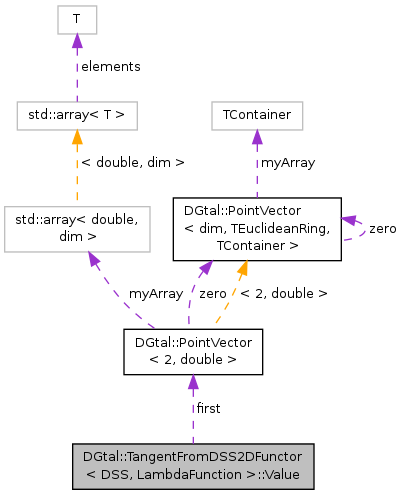 T
elements
std::array< T >
TContainer
< double, dim >
myArray
std::array< double,
dim >
DGtal::PointVector
< dim, TEuclideanRing,
TContainer >
zero
myArray
zero
< 2, double >
DGtal::PointVector
< 2, double >
first
DGtal::TangentFromDSS2DFunctor
< DSS, LambdaFunction >::Value